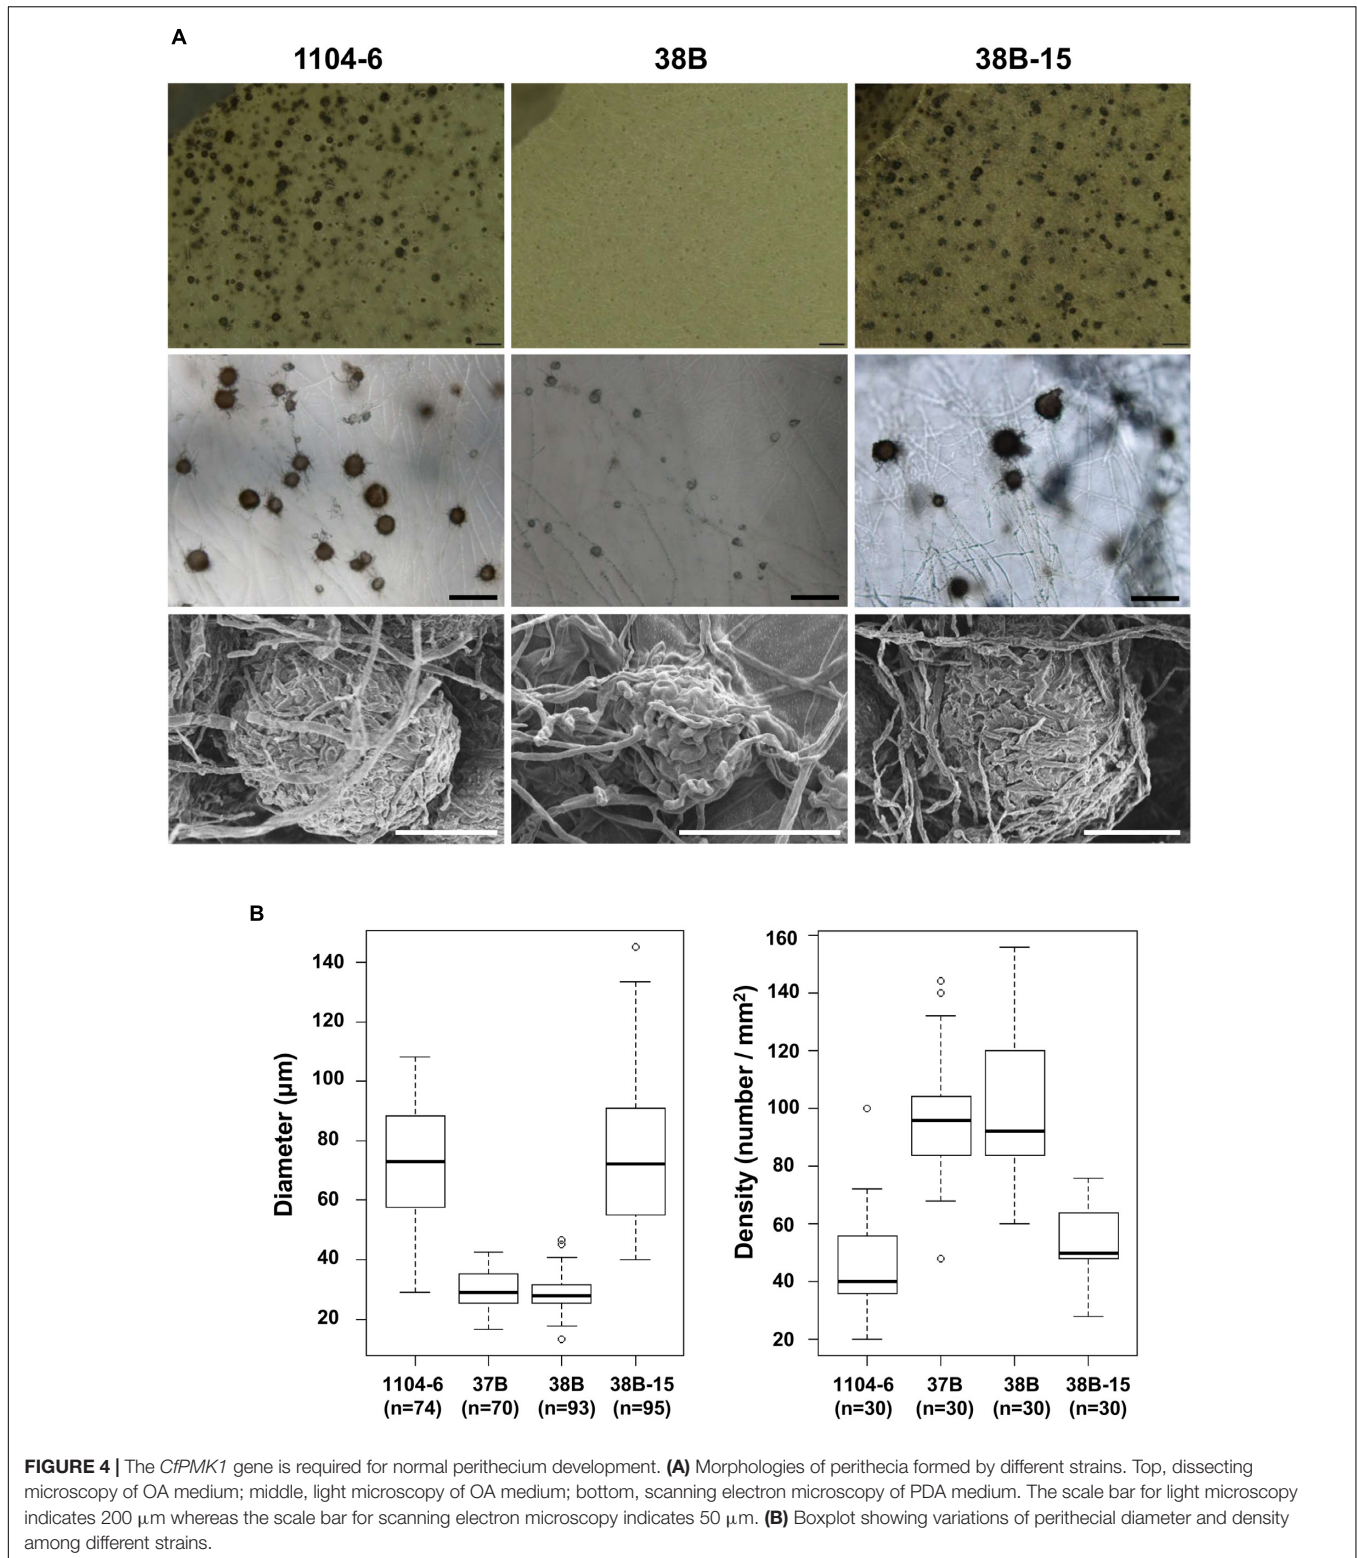 A
1104-6 38B 38B-15
B
Diameter (µm)
140
120
100
80
60
40
20
1104-6 37B 38B 38B-15
(n=74) (n=70) (n=93) (n=95)
Density (number / mm²)
160
140
120
100
80
60
40
20
1104-6 37B 38B 38B-15
(n=30) (n=30) (n=30) (n=30)
FIGURE 4 | The CfPMK1 gene is required for normal perithecium development. (A) Morphologies of perithecia formed by different strains. Top, dissecting
microscopy of OA medium; middle, light microscopy of OA medium; bottom, scanning electron microscopy of PDA medium. The scale bar for light microscopy
indicates 200 µm whereas the scale bar for scanning electron microscopy indicates 50 µm. (B) Boxplot showing variations of perithecial diameter and density
among different strains.